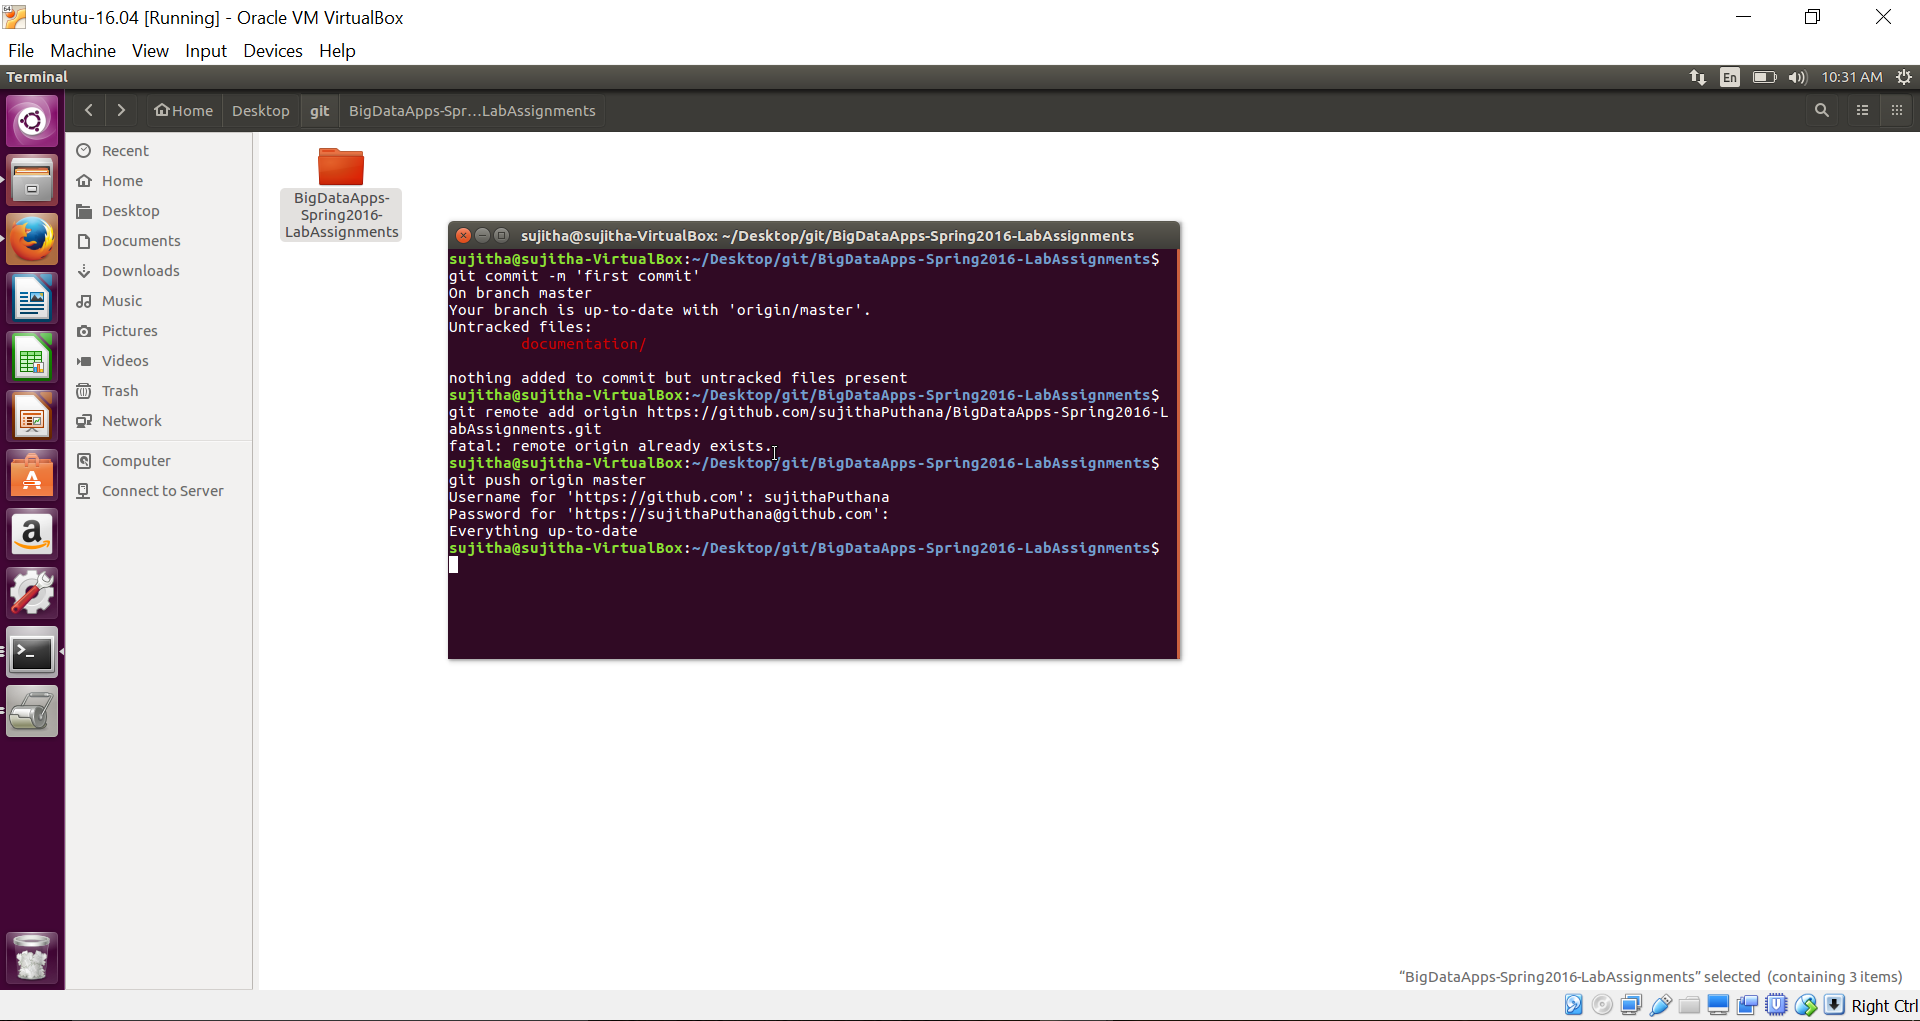 ubuntu-16.04 [Running] - Oracle VM VirtualBox
File Machine View Input Devices Help
Terminal
En
10:31 AM
Home Desktop git BigDataApps-Spr...LabAssignments
Recent
Home
Desktop
Documents
Downloads
Music
Pictures
Videos
Trash
Network
Computer
Connect to Server
BigDataApps-
Spring2016-
LabAssignments
sujitha@sujitha-VirtualBox: ~/Desktop/git/BigDataApps-Spring2016-LabAssignments
sujitha@sujitha-VirtualBox:~/Desktop/git/BigDataApps-Spring2016-LabAssignments$
git commit -m 'first commit'
On branch master
Your branch is up-to-date with 'origin/master'.
Untracked files:
documentation/
nothing added to commit but untracked files present
sujitha@sujitha-VirtualBox:~/Desktop/git/BigDataApps-Spring2016-LabAssignments$
git remote add origin https://github.com/sujithaPuthana/BigDataApps-Spring2016-L
abAssignments.git
fatal: remote origin already exists.
sujitha@sujitha-VirtualBox:~/Desktop/git/BigDataApps-Spring2016-LabAssignments$
git push origin master
Username for 'https://github.com': sujithaPuthana
Password for 'https://sujithaPuthana@github.com':
Everything up-to-date
sujitha@sujitha-VirtualBox:~/Desktop/git/BigDataApps-Spring2016-LabAssignments$
"BigDataApps-Spring2016-LabAssignments" selected (containing 3 items)
Right Ctrl